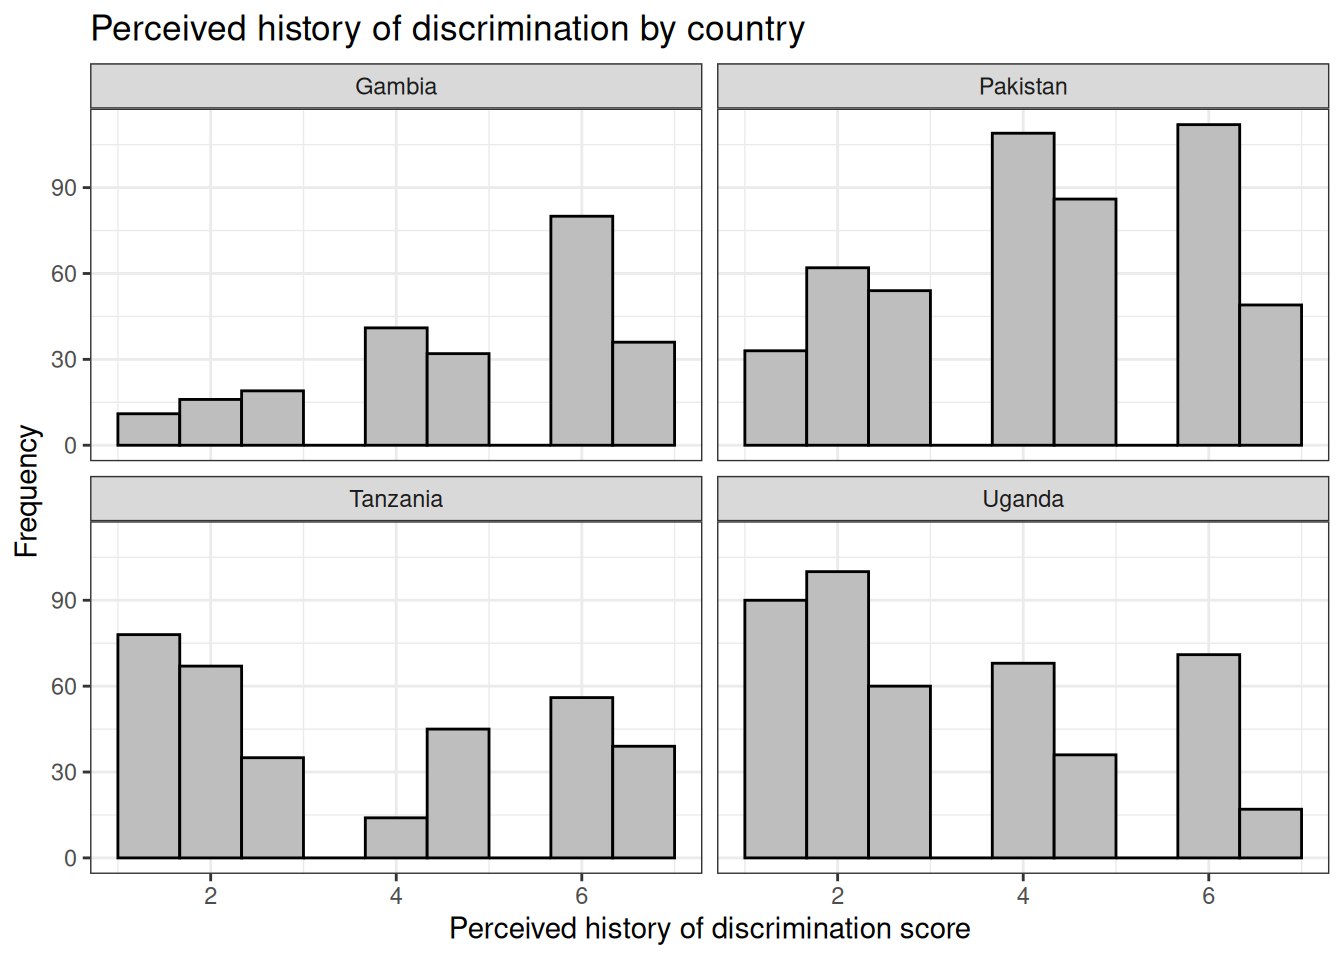 Perceived history of discrimination by country
Gambia
Pakistan
90
60
30
0
Tanzania
Uganda
90
60
30
0
2 4 6
2 4 6
Frequency
Perceived history of discrimination score